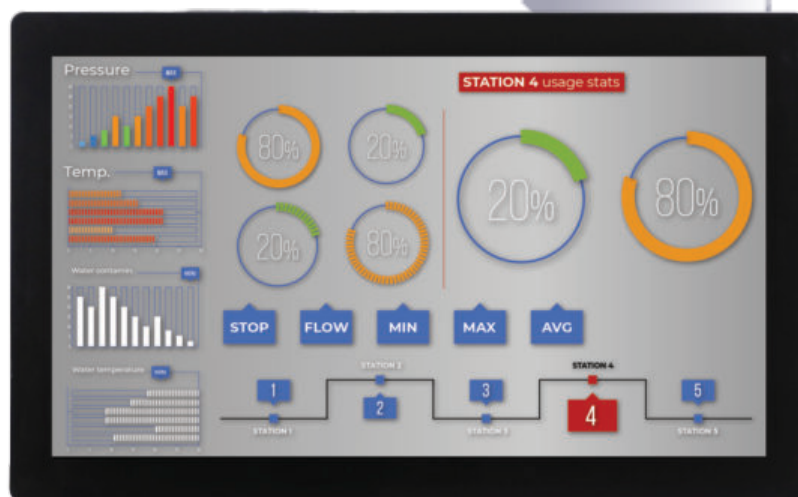 Pressure
STATION 4 usage stats
80%
20%
20%
80%
Temp.
20%
80%
Water container
STOP
FLOW
MIN
MAX
AVG
Water temperature
STATION 2
STATION 4
1
2
3
4
5
STATION 1
STATION 3
STATION 5